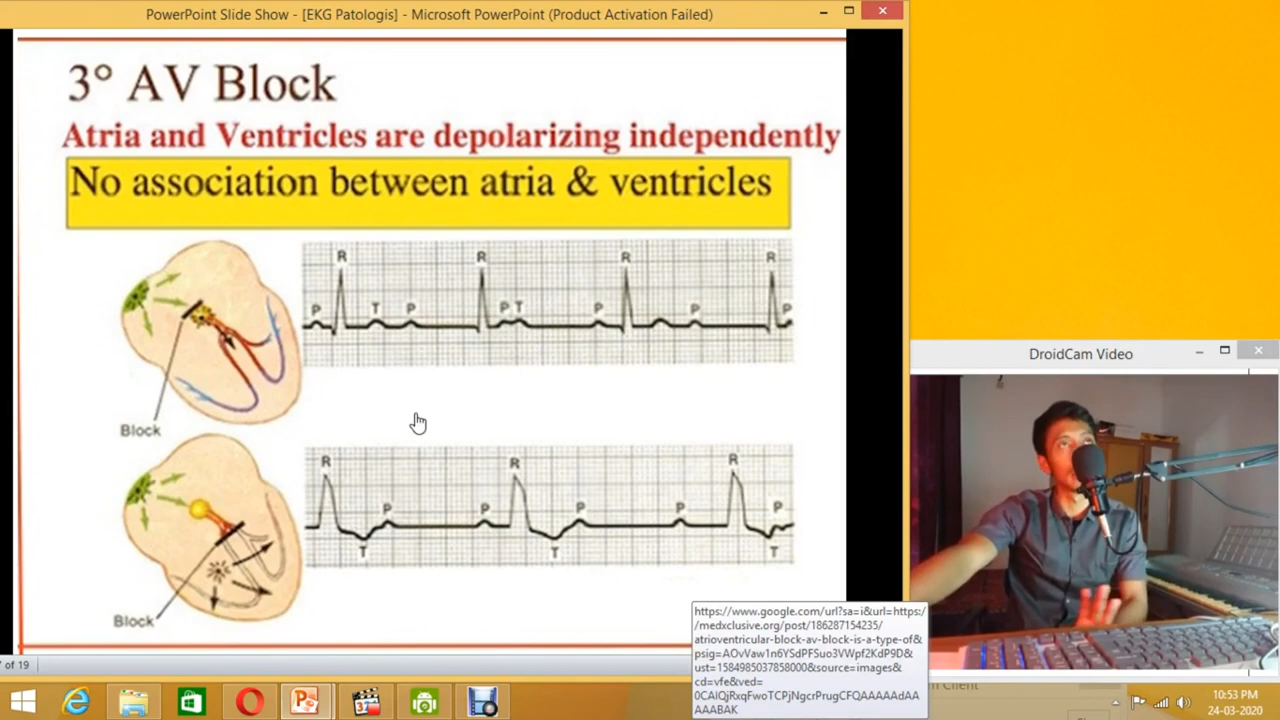 PowerPoint Slide Show - [EKG Patologis] - Microsoft PowerPoint (Product Activation Failed)
3° AV Block
Atria and Ventricles are depolarizing independently
No association between atria & ventricles
R R R R
P T P P T P P P
Block
R R R
P P P P P
T T T
Block
of 19
https://www.google.com/url?sa=i&url=https:/
/medxclusive.org/post/186287154235/
atrioventricular-block-av-block-is-a-type-of&
psig=AOvVaw1n6YSdPFSuo3VWpf2KdP9D&
ust=1584985037858000&source=images&
cd=vfe&ved=
0CAIQjRxqFwoTCPjNgcrPrugCFQAAAAAdAA
AAABAK
DroidCam Video
Client
10:53 PM
24-03-2020